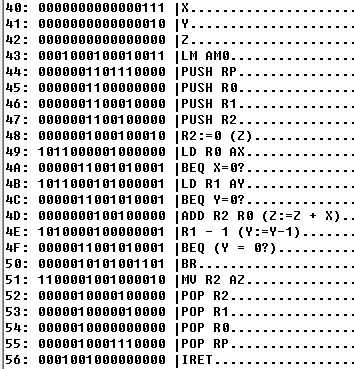 40: 0000000000000111 |X.....................
41: 0000000000000010 |Y.....................
42: 0000000000000000 |Z.....................
43: 0001000100010011 |LM AM0...............
44: 0000001101110000 |PUSH RP...............
45: 0000001100000000 |PUSH R0...............
46: 0000001100010000 |PUSH R1...............
47: 0000001100100000 |PUSH R2...............
48: 0000001000100010 |R2:=0 (Z).............
49: 1011000001000000 |LD R0 AX..............
4A: 0000011001010001 |BEQ X=0?..............
4B: 1011000101000001 |LD R1 AY..............
4C: 0000011001010001 |BEQ Y=0?..............
4D: 0000000100100000 |ADD R2 R0 (Z:=Z + X)..
4E: 1010000100000001 |R1 - 1 (Y:=Y-1).......
4F: 0000011001010001 |BEQ (Y = 0?)..........
50: 0000010101001101 |BR....................
51: 1100001001000010 |MV R2 AZ..............
52: 0000010000100000 |POP R2................
53: 0000010000010000 |POP R1................
54: 0000010000000000 |POP R0................
55: 0000010001110000 |POP RP................
56: 0001001000000000 |IRET..................